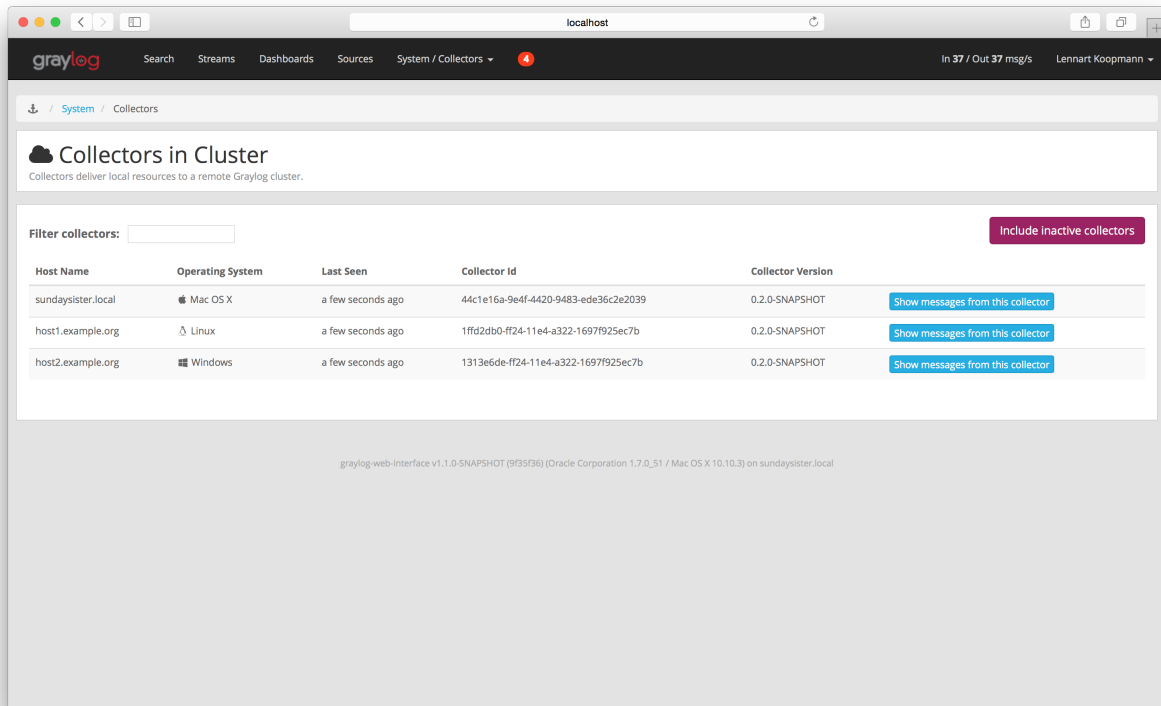 localhost
graylog Search Streams Dashboards Sources System / Collectors 4 In 37 / Out 37 msg/s Lennart Koopmann
/ System / Collectors
Collectors in Cluster
Collectors deliver local resources to a remote Graylog cluster.
Filter collectors: Include inactive collectors
Host Name Operating System Last Seen Collector Id Collector Version
sundaysister.local Mac OS X a few seconds ago 44c1e16a-9e4f-4420-9483-ede36c2e2039 0.2.0-SNAPSHOT Show messages from this collector
host1.example.org Linux a few seconds ago 1ffd2db0-ff24-11e4-a322-1697f925ec7b 0.2.0-SNAPSHOT Show messages from this collector
host2.example.org Windows a few seconds ago 1313e6de-ff24-11e4-a322-1697f925ec7b 0.2.0-SNAPSHOT Show messages from this collector
graylog-web-interface v1.1.0-SNAPSHOT (9f35f36) (Oracle Corporation 1.7.0_51 / Mac OS X 10.10.3) on sundaysister.local